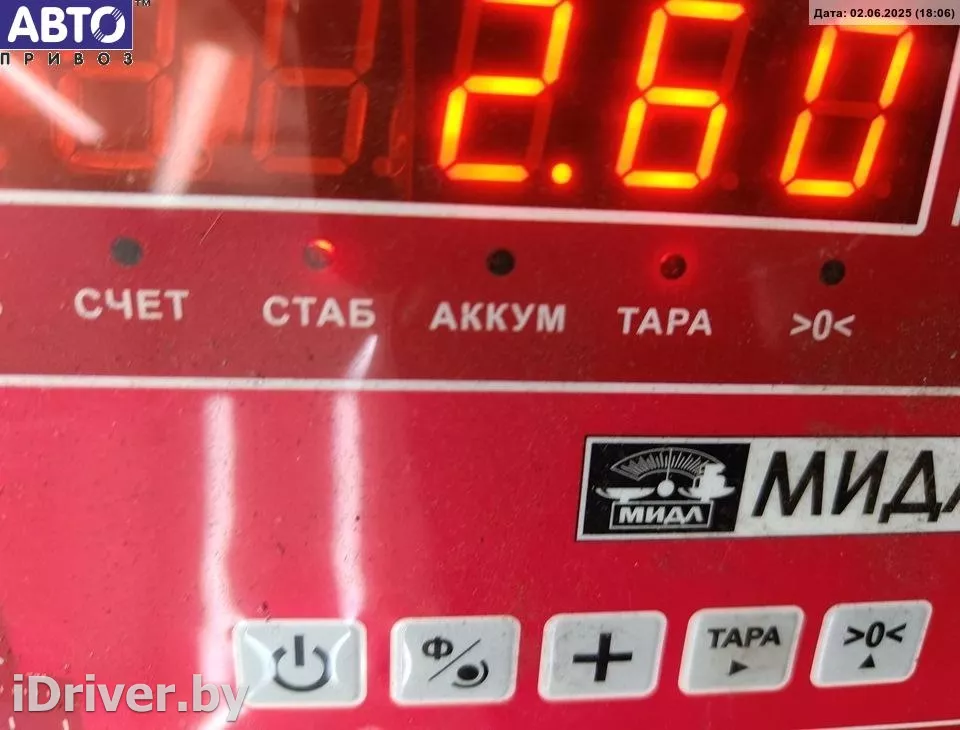 АВТО™
ПРИВОЗ
Дата: 02.06.2025 (18:06)
2.60
СЧЕТ СТАБ АККУМ ТАРА >0<
МИДЛ МИДЛ
Ф ТАРА >0<
iDriver.by